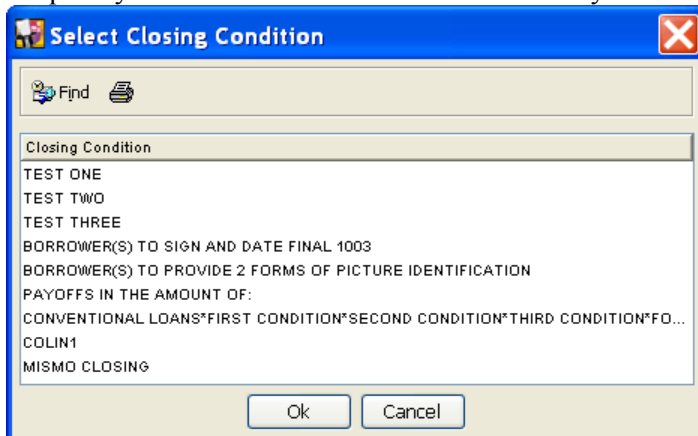 Select Closing Condition
Find
Closing Condition
TEST ONE
TEST TWO
TEST THREE
BORROWER(S) TO SIGN AND DATE FINAL 1003
BORROWER(S) TO PROVIDE 2 FORMS OF PICTURE IDENTIFICATION
PAYOFFS IN THE AMOUNT OF:
CONVENTIONAL LOANS*FIRST CONDITION*SECOND CONDITION*THIRD CONDITION*FO...
COLIN1
MISMO CLOSING
Ok Cancel